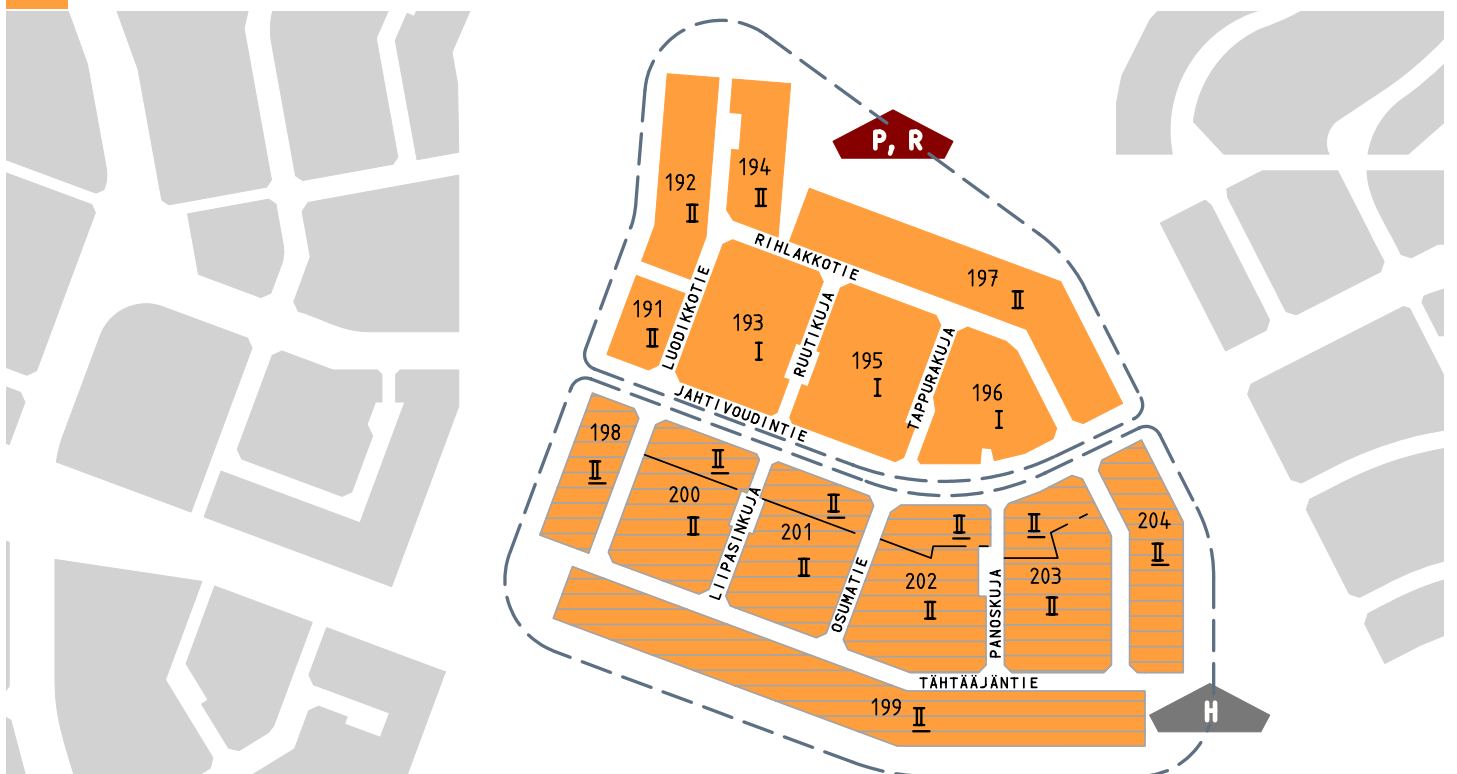 P, R
194
192
II
II
RIHLAKKOTIE
197
II
LUODIKKOTIE
191
II
193
I
RUUTIKUJA
195
I
TAPPURAKUJA
196
I
JAHTIVOUDINTIE
198
II
II
200
II
LIIPASINKUJA
II
201
II
OSUMATIE
II
202
II
PANOSKUJA
II
203
II
204
II
TÄHTÄÄJÄNTIE
199
II
H